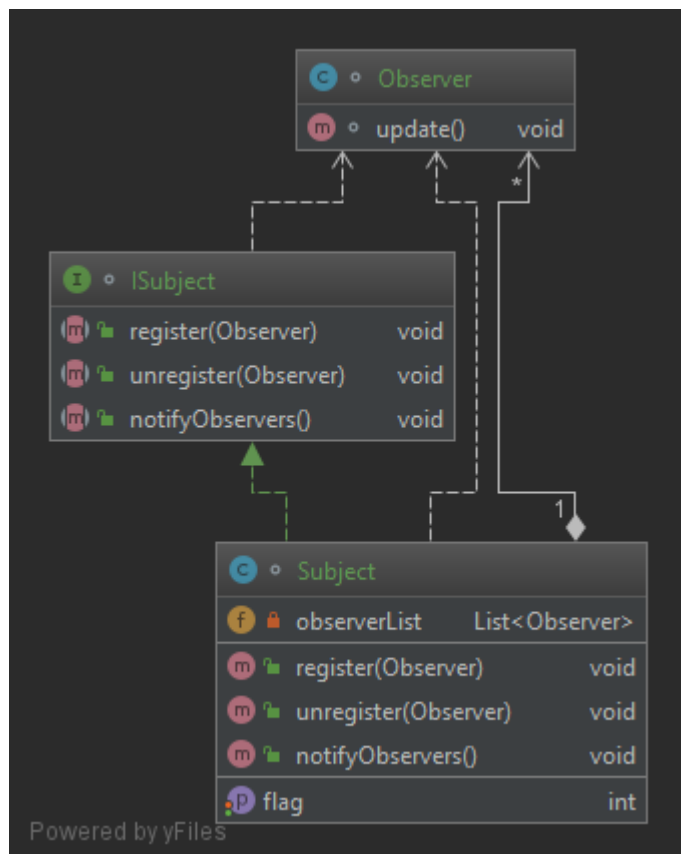 C Observer
m update() void
*
I ISubject
m register(Observer) void
m unregister(Observer) void
m notifyObservers() void
1
C Subject
f observerList List<Observer>
m register(Observer) void
m unregister(Observer) void
m notifyObservers() void
p flag int
Powered by yFiles